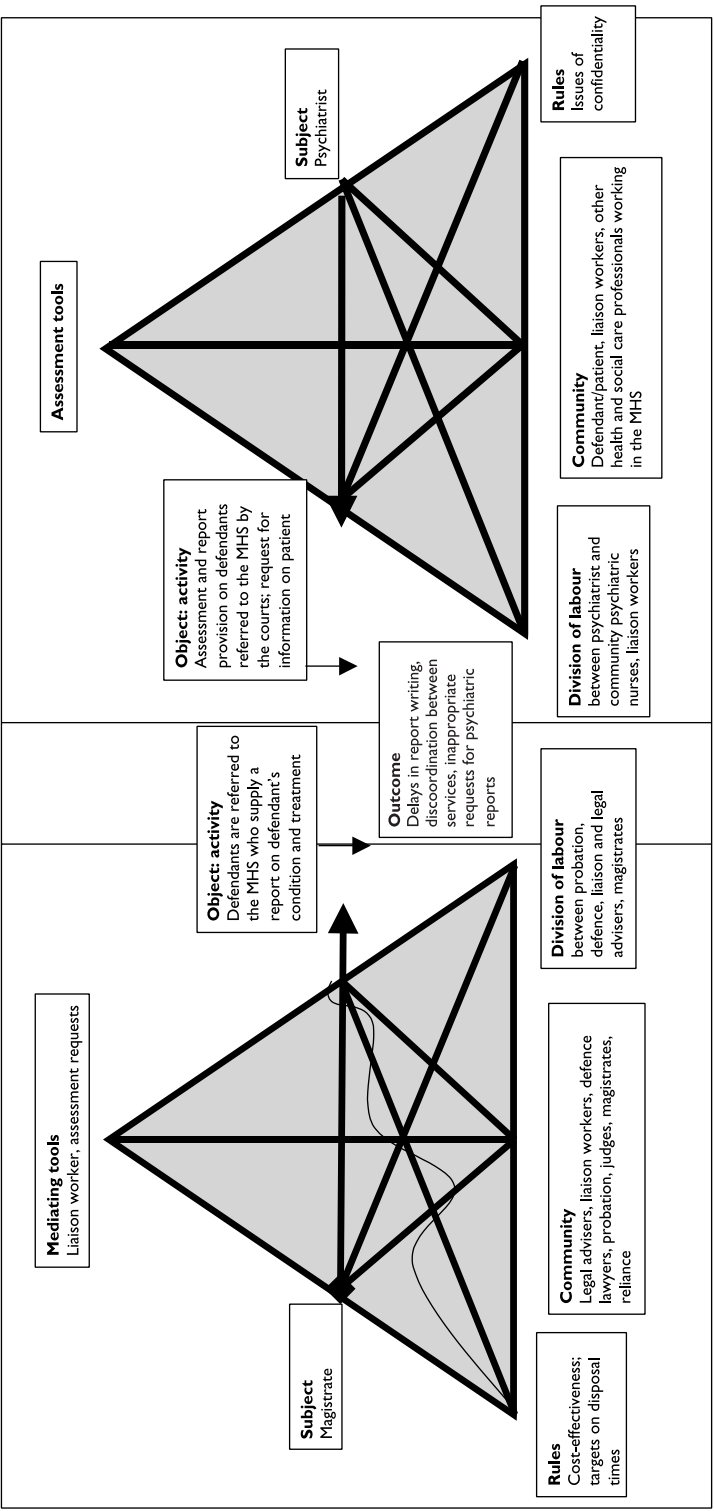 Mediating tools
Liaison worker, assessment requests
Subject
Magistrate
Object: activity
Defendants are referred to
the MHS who supply a
report on defendant's
condition and treatment
Rules
Cost-effectiveness;
targets on disposal
times
Community
Legal advisers, liaison workers, defence
lawyers, probation, judges, magistrates,
reliance
Division of labour
between probation,
defence, liaison and legal
advisers, magistrates
Outcome
Delays in report writing,
discoordination between
services, inappropriate
requests for psychiatric
reports
Assessment tools
Object: activity
Assessment and report
provision on defendants
referred to the MHS by
the courts; request for
information on patient
Subject
Psychiatrist
Division of labour
between psychiatrist and
community psychiatric
nurses, liaison workers
Community
Defendant/patient, liaison workers, other
health and social care professionals working
in the MHS
Rules
Issues of
confidentiality